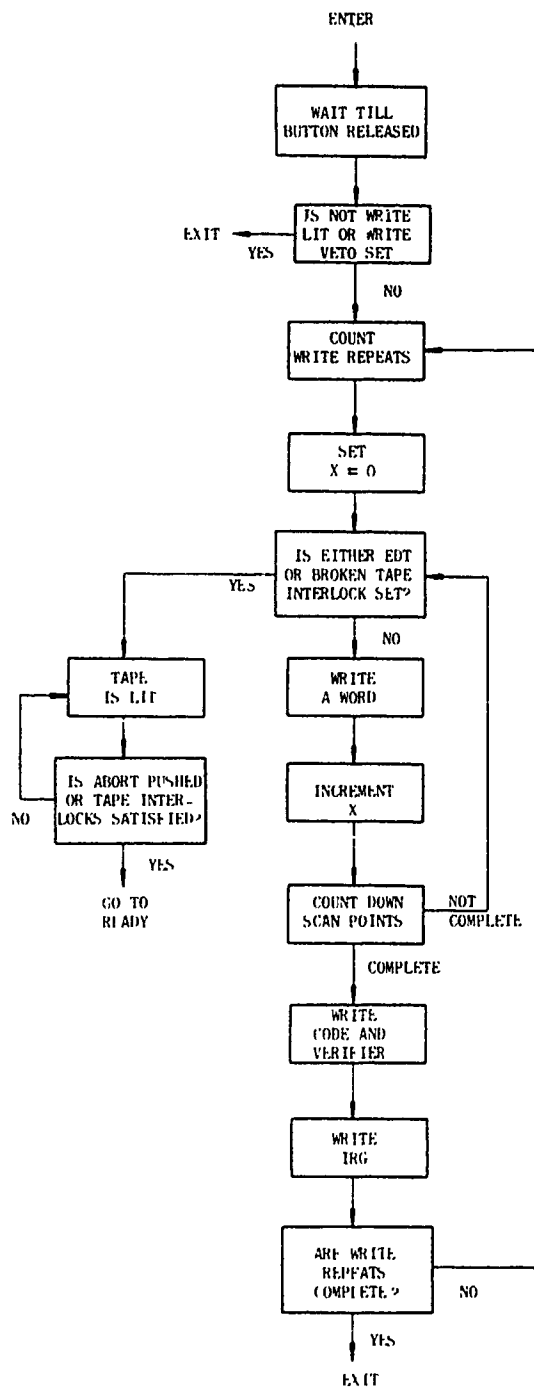 ENTER
WAIT TILL
BUTTON RELEASED
IS NOT WRITE
LIT OR WRITE
VETO SET
EXIT
YES
NO
COUNT
WRITE REPEATS
SET
X = 0
IS EITHER EDT
OR BROKEN TAPE
INTERLOCK SET?
YES
NO
TAPE
IS LIT
WRITE
A WORD
IS ABORT PUSHED
OR TAPE INTER-
LOCKS SATISFIED?
NO
YES
GO TO
READY
INCREMENT
X
COUNT DOWN
SCAN POINTS
NOT
COMPLETE
COMPLETE
WRITE
CODE AND
VERIFIER
WRITE
IRG
ARE WRITE
REPEATS
COMPLETE?
NO
YES
EXIT